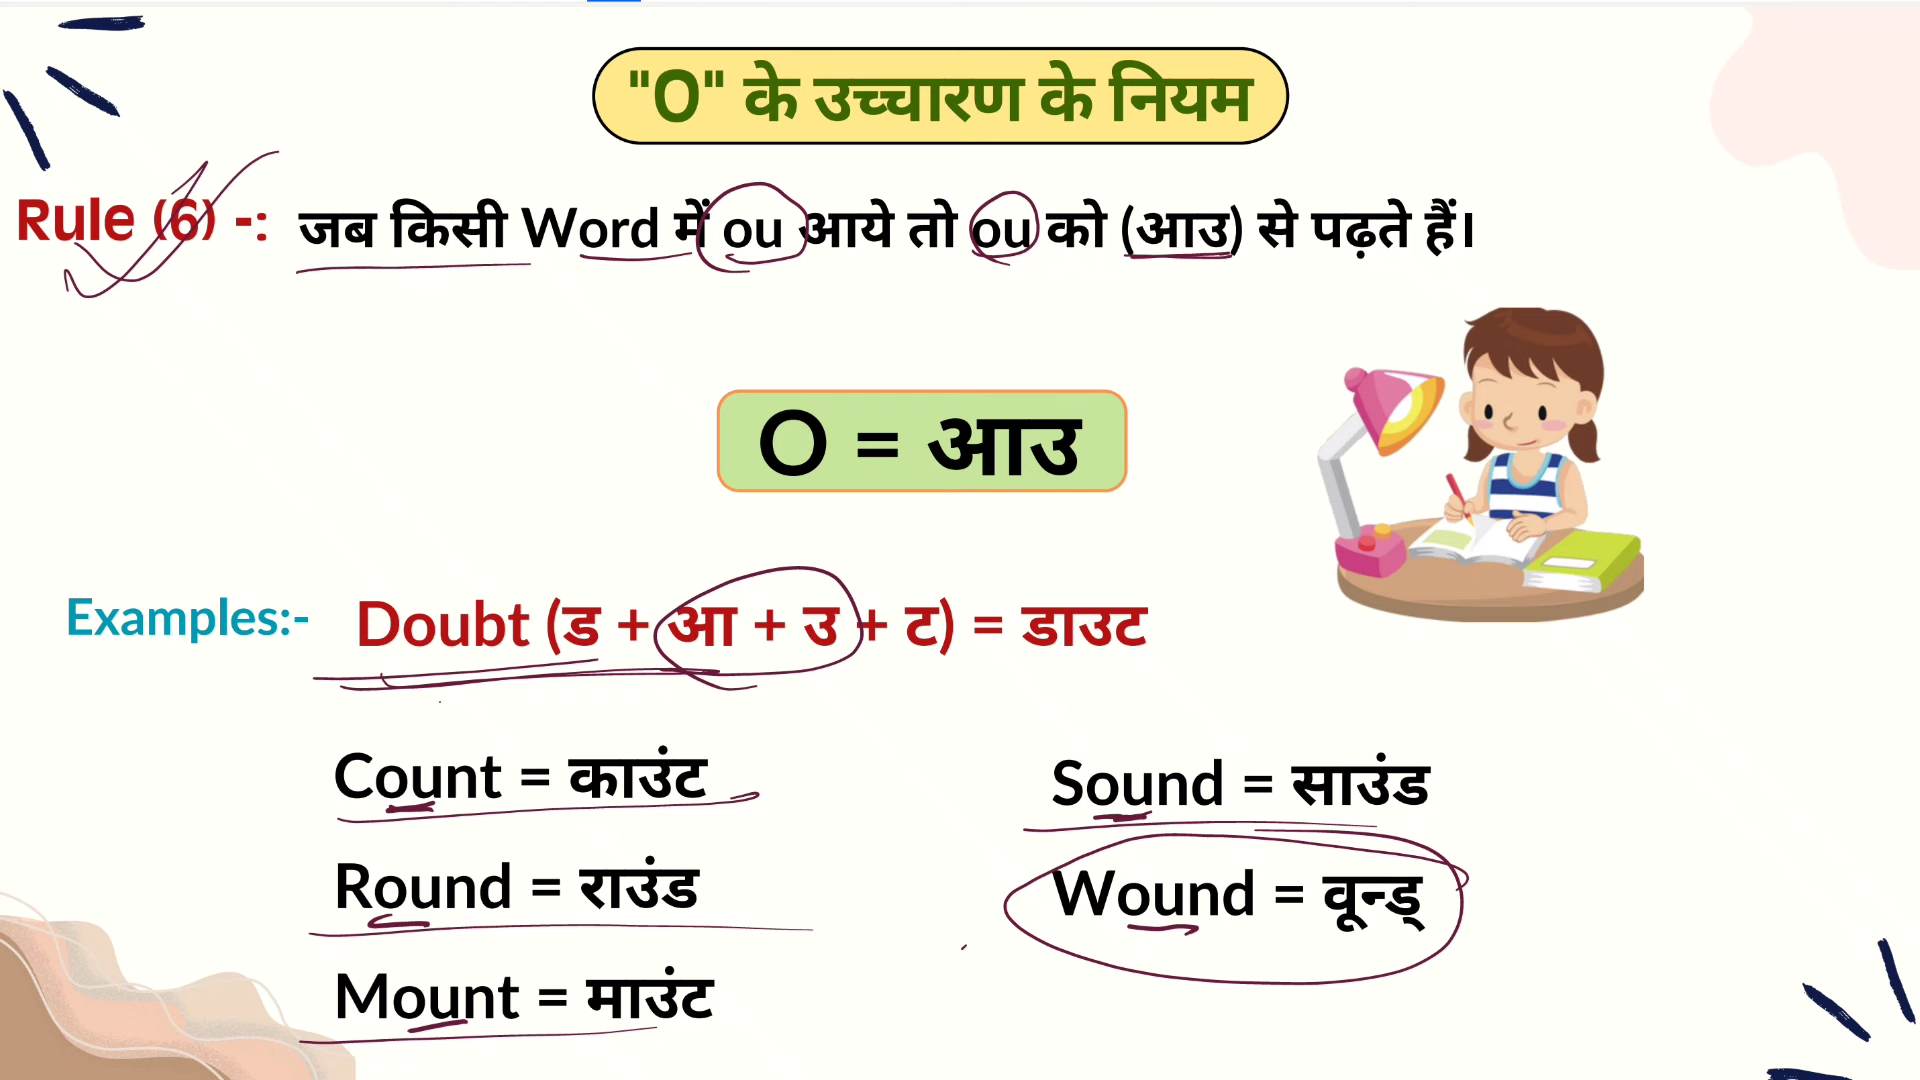 "O" के उच्चारण के नियम
Rule (6) -: जब किसी Word में ou आये तो ou को (आउ) से पढ़ते हैं।
O = आउ
Examples:- Doubt (ड + आ + उ + ट) = डाउट
Count = काउंट
Sound = साउंड
Round = राउंड
Wound = वून्ड्
Mount = माउंट